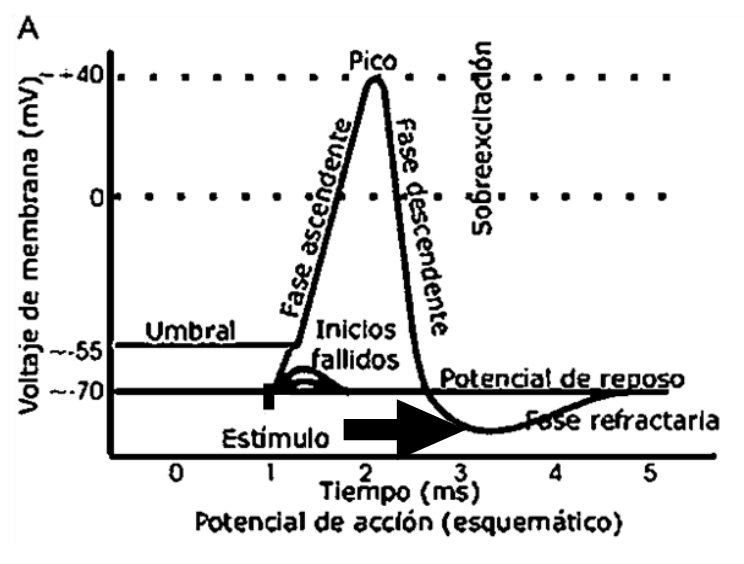 A
Pico
Voltaje de membrana (mV)
+40
0
~-55
~-70
Fase ascendente
Fase descendente
Sobreexcitación
Umbral
Inicios
fallidos
Potencial de reposo
Estímulo
Fase refractaria
0 1 2 3 4 5
Tiempo (ms)
Potencial de acción (esquemático)